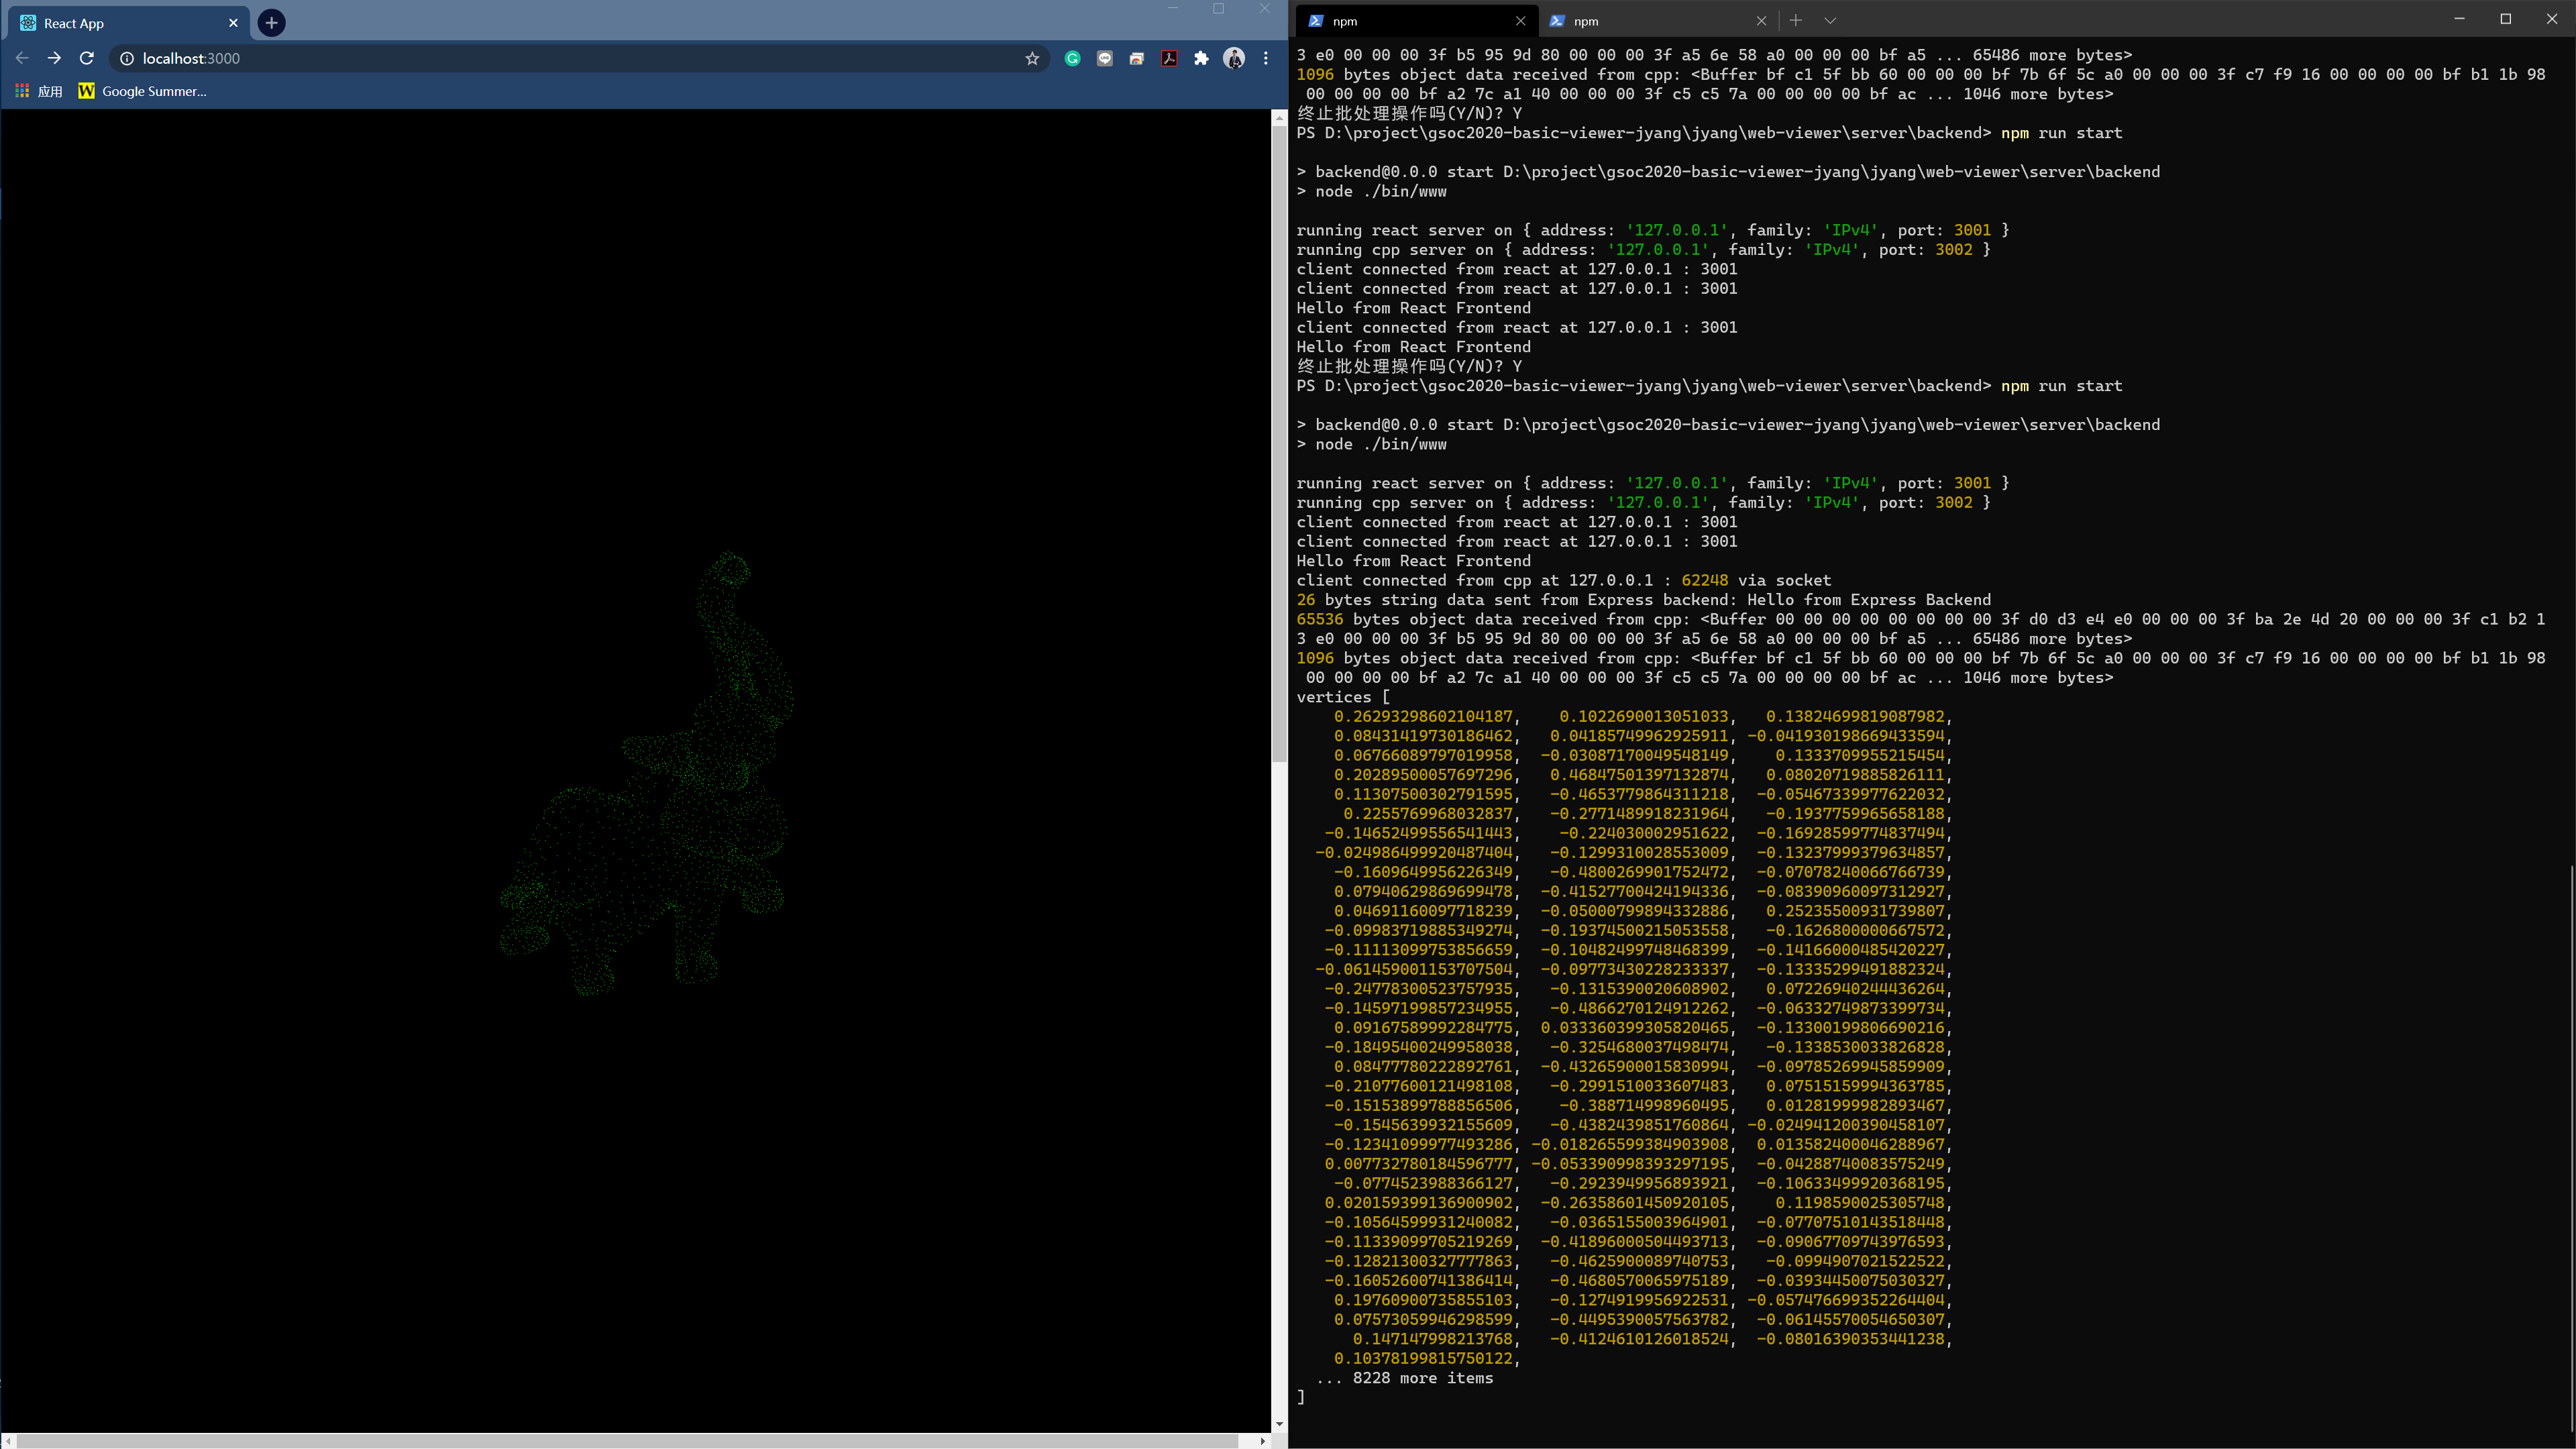 React App
localhost:3000
应用
Google Summer...
npm
npm
3 e0 00 00 00 3f b5 95 9d 80 00 00 00 3f a5 6e 58 a0 00 00 00 bf a5 ... 65486 more bytes>
1096 bytes object data received from cpp: <Buffer bf c1 5f bb 60 00 00 00 bf 7b 6f 5c a0 00 00 00 3f c7 f9 16 00 00 00 00 bf b1 1b 98
00 00 00 00 bf a2 7c a1 40 00 00 00 3f c5 c5 7a 00 00 00 00 bf ac ... 1046 more bytes>
终止批处理操作吗(Y/N)? Y
PS D:\project\gsoc2020-basic-viewer-jyang\jyang\web-viewer\server\backend> npm run start
> backend@0.0.0 start D:\project\gsoc2020-basic-viewer-jyang\jyang\web-viewer\server\backend
> node ./bin/www
running react server on { address: '127.0.0.1', family: 'IPv4', port: 3001 }
running cpp server on { address: '127.0.0.1', family: 'IPv4', port: 3002 }
client connected from react at 127.0.0.1 : 3001
client connected from react at 127.0.0.1 : 3001
Hello from React Frontend
client connected from react at 127.0.0.1 : 3001
Hello from React Frontend
终止批处理操作吗(Y/N)? Y
PS D:\project\gsoc2020-basic-viewer-jyang\jyang\web-viewer\server\backend> npm run start
> backend@0.0.0 start D:\project\gsoc2020-basic-viewer-jyang\jyang\web-viewer\server\backend
> node ./bin/www
running react server on { address: '127.0.0.1', family: 'IPv4', port: 3001 }
running cpp server on { address: '127.0.0.1', family: 'IPv4', port: 3002 }
client connected from react at 127.0.0.1 : 3001
client connected from react at 127.0.0.1 : 3001
Hello from React Frontend
client connected from cpp at 127.0.0.1 : 62248 via socket
26 bytes string data sent from Express backend: Hello from Express Backend
65536 bytes object data received from cpp: <Buffer 00 00 00 00 00 00 00 00 3f d0 d3 e4 e0 00 00 00 3f ba 2e 4d 20 00 00 00 3f c1 b2 1
3 e0 00 00 00 3f b5 95 9d 80 00 00 00 3f a5 6e 58 a0 00 00 00 bf a5 ... 65486 more bytes>
1096 bytes object data received from cpp: <Buffer bf c1 5f bb 60 00 00 00 bf 7b 6f 5c a0 00 00 00 3f c7 f9 16 00 00 00 00 bf b1 1b 98
00 00 00 00 bf a2 7c a1 40 00 00 00 3f c5 c5 7a 00 00 00 00 bf ac ... 1046 more bytes>
vertices [
0.26293298602104187, 0.1022690013051033, 0.13824699819087982,
0.08431419730186462, 0.04185749962925911, -0.041930198669433594,
0.06766089797019958, -0.03087170049548149, 0.1333709955215454,
0.20289500057697296, 0.46847501397132874, 0.08020719885826111,
0.11307500302791595, -0.4653779864311218, -0.05467339977622032,
0.2255769968032837, -0.2771489918231964, -0.1937759965658188,
-0.14652499556541443, -0.224030002951622, -0.16928599774837494,
-0.024986499920487404, -0.1299310028553009, -0.13237999379634857,
-0.1609649956226349, -0.4800269901752472, -0.07078240066766739,
0.07940629869699478, -0.41527700424194336, -0.08390960097312927,
0.04691160097718239, -0.05000799894332886, 0.25235500931739807,
-0.09983719885349274, -0.19374500215053558, -0.1626800000667572,
-0.11113099753856659, -0.10482499748468399, -0.14166000485420227,
-0.061459001153707504, -0.09773430228233337, -0.13335299491882324,
-0.247783005237​57935, -0.1315390020608902, 0.07226940244436264,
-0.14597199857234955, -0.4866270124912262, -0.0633274987339973​4,
0.09167589992284775, 0.033360399305820465, -0.13300199806690216,
-0.18495400249958038, -0.3254680037498474, -0.1338530033826828,
0.08477780222892761, -0.4326590001583099​4, -0.09785269945859909,
-0.21077600121498108, -0.2991510033607483, 0.07515159994363785,
-0.15153899788856506, -0.388714998960495, 0.01281999982893467,
-0.1545639932155609, -0.4382439851760864, -0.024941200390458107,
-0.12341099977493286, -0.018265599384903908, 0.013582400046288967,
0.007732780184596777, -0.053390998393297195, -0.04288740083575249,
-0.0774523988366127, -0.2923949956893921, -0.10633499920368195,
0.020159399136900902, -0.26358601450920105, 0.1198590025305748,
-0.10564599931240082, -0.0365155003964901, -0.07707510143518448,
-0.11339099705219269, -0.41896000504493713, -0.09067709743976593,
-0.12821300327777863, -0.4625900089740753, -0.0994907021522522,
-0.16052600741386414, -0.4680570065975189, -0.03934450075030327,
0.19760900735855103, -0.1274919956922531, -0.057476699352264404,
0.07573059946298599, -0.4495390057563782, -0.06145570054650307,
0.147147998213768, -0.4124610126018524, -0.08016390353441238,
0.10378199815750122,
... 8228 more items
]